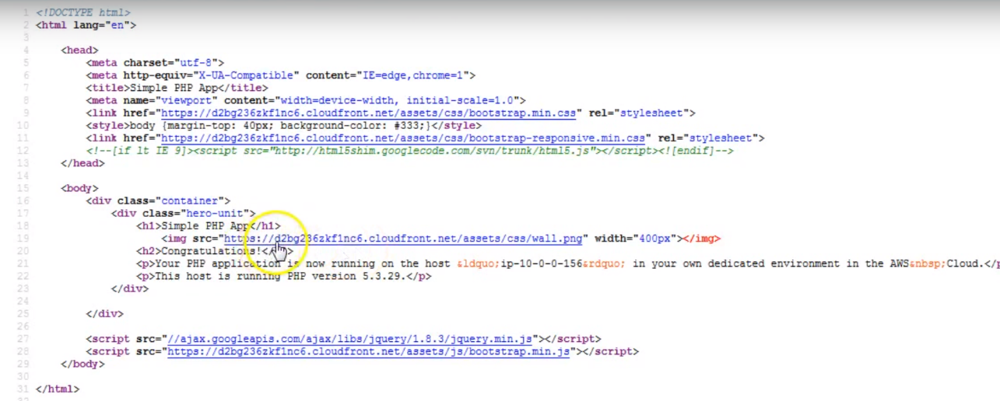 1 <!DOCTYPE html>
2 <html lang="en">
3
4 <head>
5 <meta charset="utf-8">
6 <meta http-equiv="X-UA-Compatible" content="IE=edge,chrome=1">
7 <title>Simple PHP App</title>
8 <meta name="viewport" content="width=device-width, initial-scale=1.0">
9 <link href="https://d2bg236zkf1nc6.cloudfront.net/assets/css/bootstrap.min.css" rel="stylesheet">
10 <style>body {margin-top: 40px; background-color: #333;}</style>
11 <link href="https://d2bg236zkf1nc6.cloudfront.net/assets/css/bootstrap-responsive.min.css" rel="stylesheet">
12 <!--[if lt IE 9]><script src="http://html5shim.googlecode.com/svn/trunk/html5.js"></script><![endif]-->
13 </head>
14
15 <body>
16 <div class="container">
17 <div class="hero-unit">
18 <h1>Simple PHP App</h1>
19 <img src="https://d2bg236zkf1nc6.cloudfront.net/assets/css/wall.png" width="400px"></img>
20 <h2>Congratulations!</ >
21 <p>Your PHP application is now running on the host &ldquo;ip-10-0-0-156&rdquo; in your own dedicated environment in the AWS&nbsp;Cloud.</p
22 <p>This host is running PHP version 5.3.29.</p>
23 </div>
24
25 </div>
26
27 <script src="//ajax.googleapis.com/ajax/libs/jquery/1.8.3/jquery.min.js"></script>
28 <script src="https://d2bg236zkf1nc6.cloudfront.net/assets/js/bootstrap.min.js"></script>
29 </body>
30
31 </html>